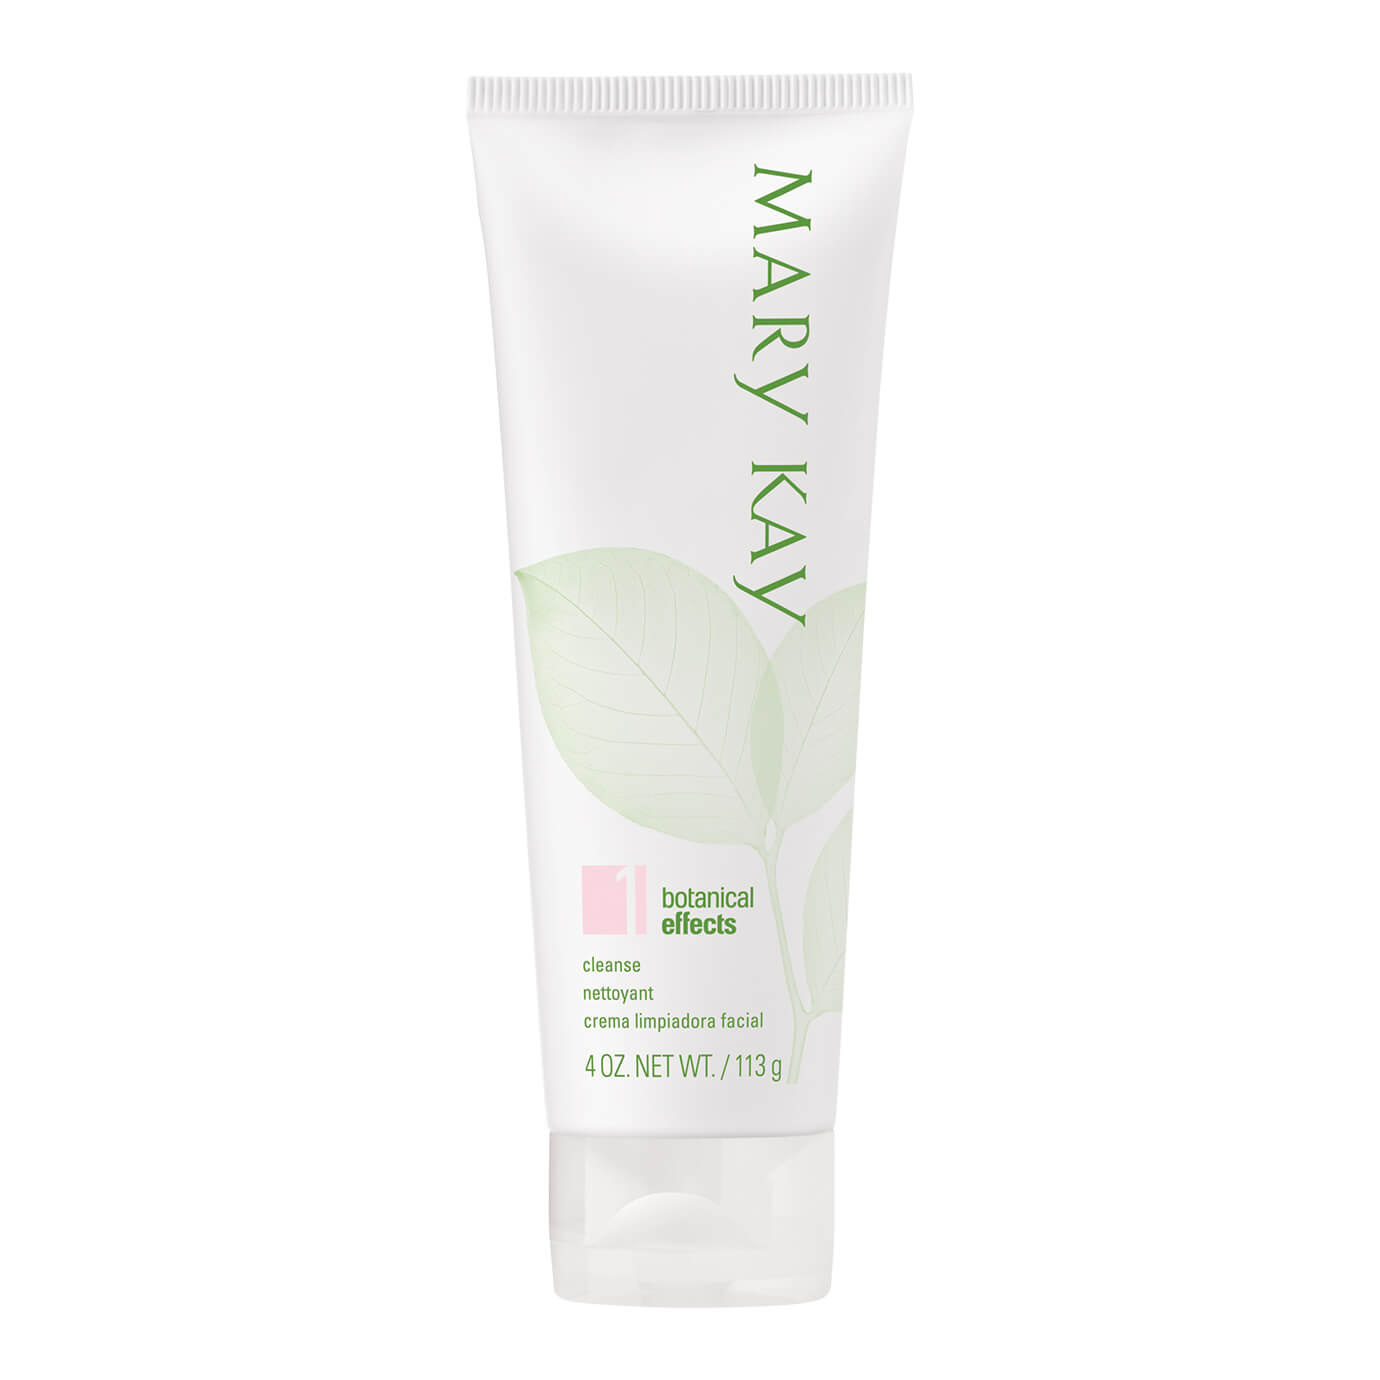 MARY KAY
1
botanical
effects
cleanse
nettoyant
crema limpiadora facial
4 OZ. NET WT. / 113 g